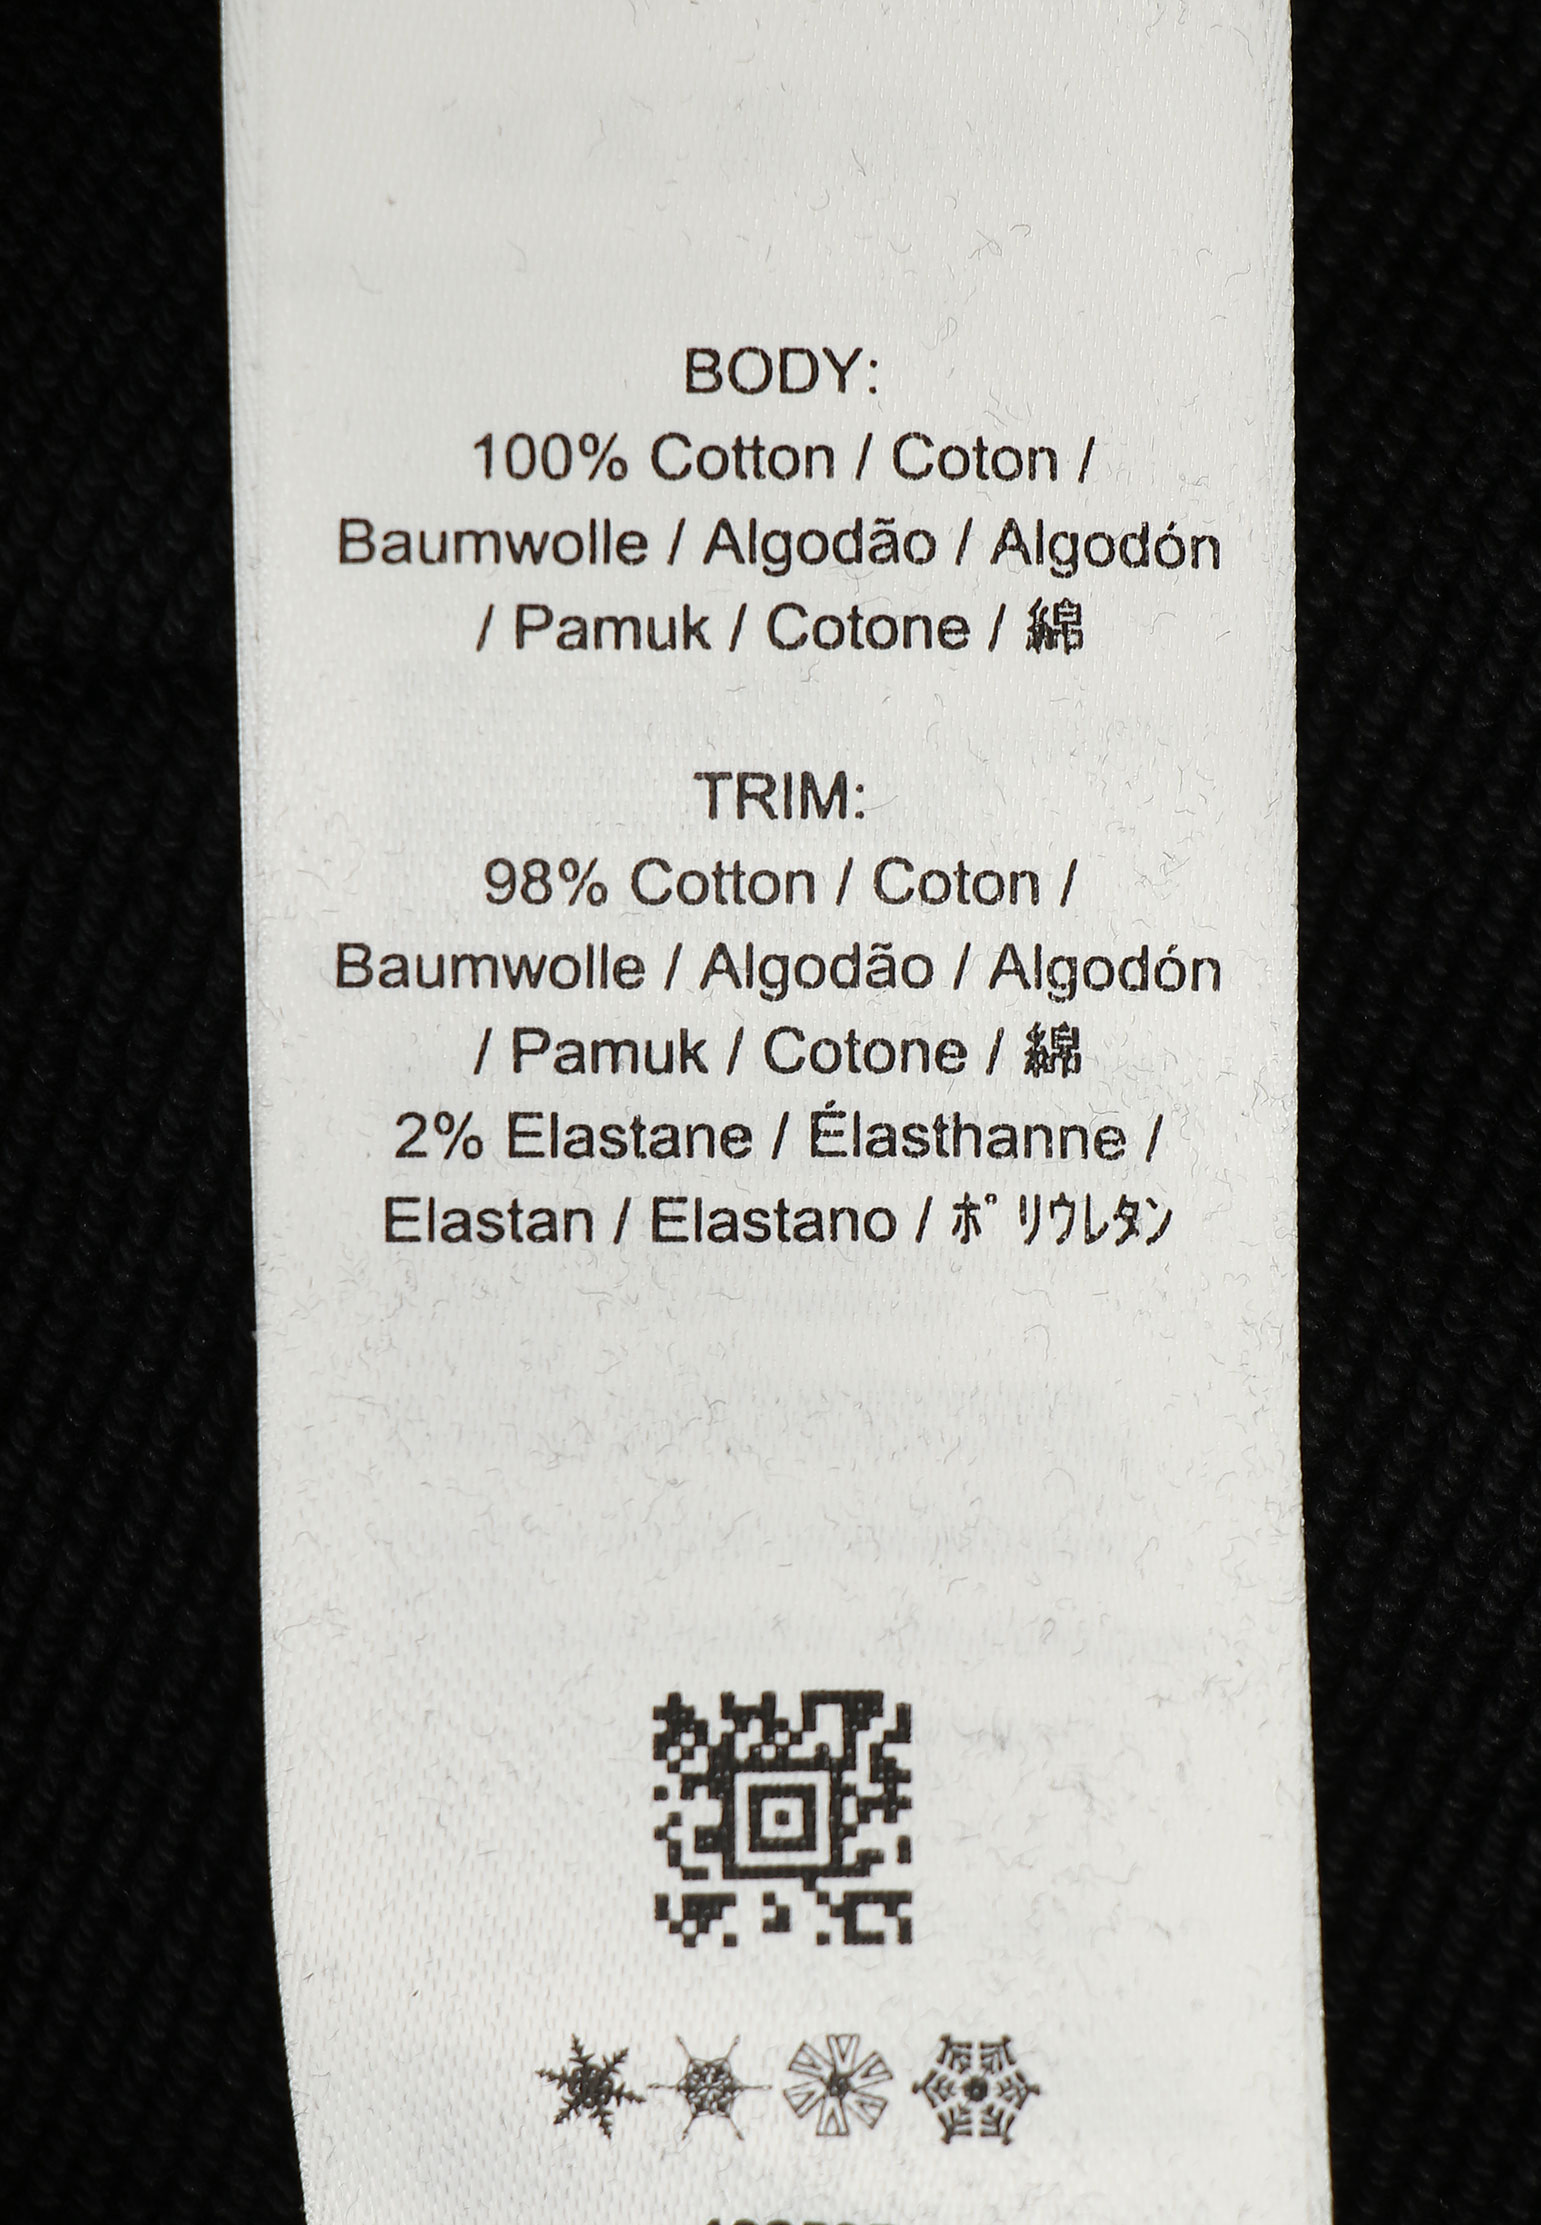 BODY:
100% Cotton / Coton /
Baumwolle / Algodão / Algodón
/ Pamuk / Cotone / 綿
TRIM:
98% Cotton / Coton /
Baumwolle / Algodão / Algodón
/ Pamuk / Cotone / 綿
2% Elastane / Élasthanne /
Elastan / Elastano / ポリウレタン